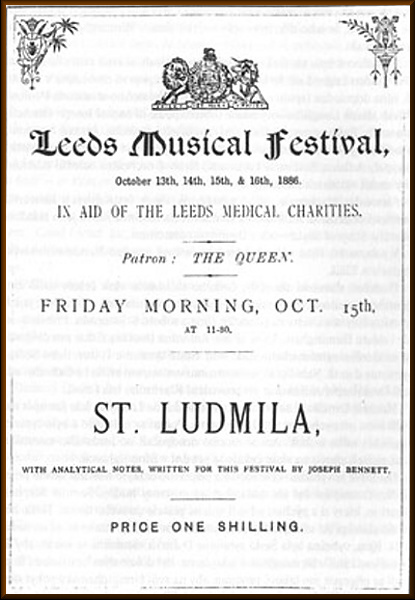 Leeds Musical Festival,
October 13th, 14th, 15th, & 16th, 1886,
IN AID OF THE LEEDS MEDICAL CHARITIES.
Patron: THE QUEEN.
FRIDAY MORNING, OCT. 15th,
AT 11-30.
ST. LUDMILA,
WITH ANALYTICAL NOTES, WRITTEN FOR THIS FESTIVAL BY JOSEPH BENNETT.
PRICE ONE SHILLING.